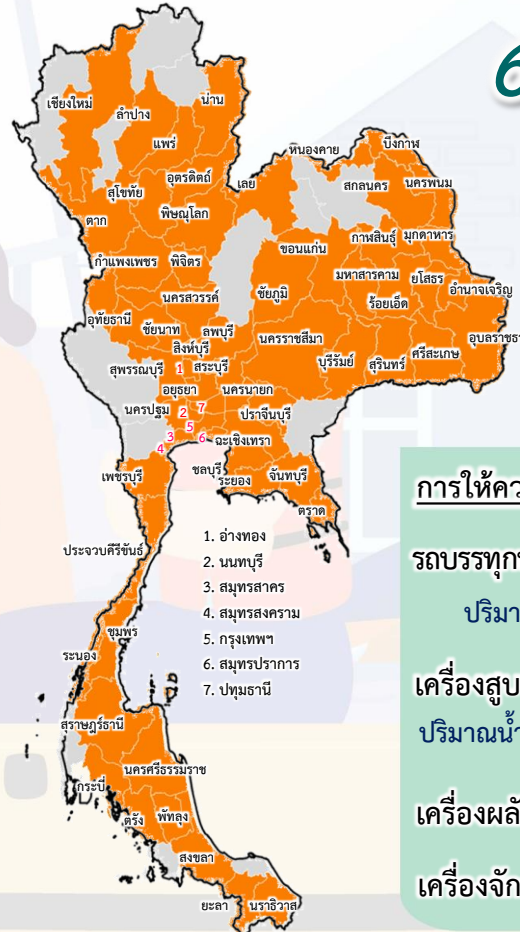 6
เชียงใหม่
น่าน
ลำปาง
แพร่
บึงกาฬ
หนองคาย
อุตรดิตถ์
เลย
สกลนคร
นครพนม
สุโขทัย
ตาก
พิษณุโลก
ขอนแก่น
กาฬสินธุ์
มุกดาหาร
กำแพงเพชร
พิจิตร
มหาสารคาม
ยโสธร
อำนาจเจริญ
นครสวรรค์
ชัยภูมิ
ร้อยเอ็ด
อุทัยธานี
ชัยนาท
ลพบุรี
นครราชสีมา
อุบลราชธา
สิงห์บุรี
บุรีรัมย์
สุรินทร์
ศรีสะเกษ
สุพรรณบุรี
1
สระบุรี
อยุธยา
นครนายก
นครปฐม
2
7
ปราจีนบุรี
5
3
6
ฉะเชิงเทรา
4
เพชรบุรี
ชลบุรี
ระยอง
จันทบุรี
ตราด
ประจวบคีรีขันธ์
1. อ่างทอง
2. นนทบุรี
3. สมุทรสาคร
4. สมุทรสงคราม
5. กรุงเทพฯ
6. สมุทรปราการ
7. ปทุมธานี
ชุมพร
ระนอง
สุราษฎร์ธานี
นครศรีธรรมราช
กระบี่
ตรัง
พัทลุง
สงขลา
ยะลา
นราธิวาส
การให้คว
รถบรรทุก
ปริมา
เครื่องสูบ
ปริมาณน้ำ
เครื่องผลั
เครื่องจัก